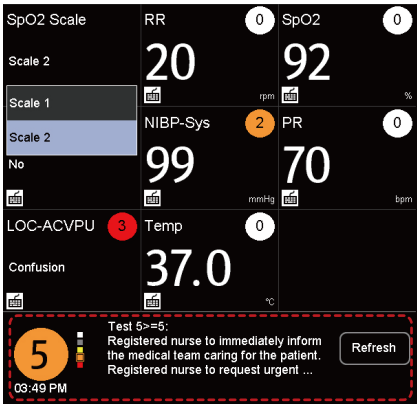 SpO2 Scale
RR
0
SpO2
0
Scale 2
20
92
rpm
%
Scale 1
Scale 2
NIBP-Sys
2
PR
0
No
99
70
mmHg
bpm
LOC-ACVPU
3
Temp
0
Confusion
37.0
°C
Test 5>=5:
Registered nurse to immediately inform
the medical team caring for the patient.
Registered nurse to request urgent ...
5
03:49 PM
Refresh